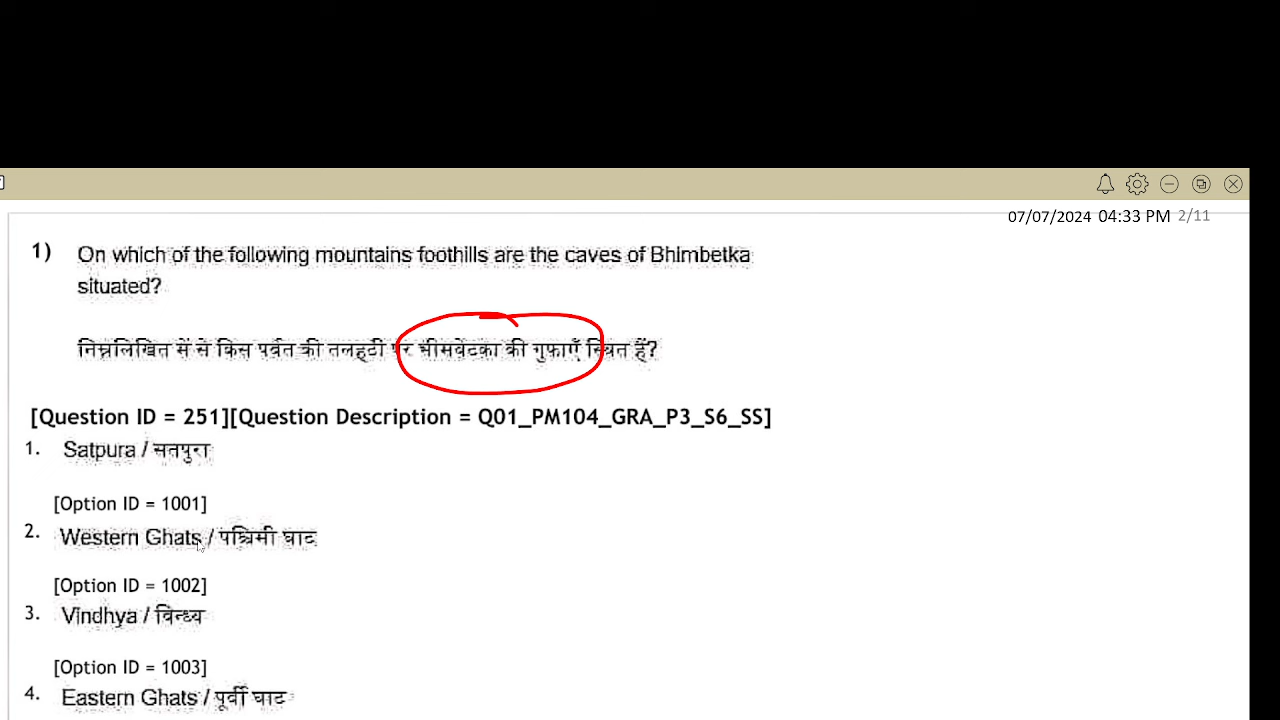 07/07/2024 04:33 PM 2/11
1) On which of the following mountains foothills are the caves of Bhimbetka
situated?
निम्नलिखित में से किस पर्वत की तलहटी पर भीमबेटका की गुफाएँ स्थित हैं?
[Question ID = 251][Question Description = Q01_PM104_GRA_P3_S6_SS]
1. Satpura / सतपुरा
[Option ID = 1001]
2. Western Ghats / पश्चिमी घाट
[Option ID = 1002]
3. Vindhya / विन्ध्य
[Option ID = 1003]
4. Eastern Ghats / पूर्वी घाट